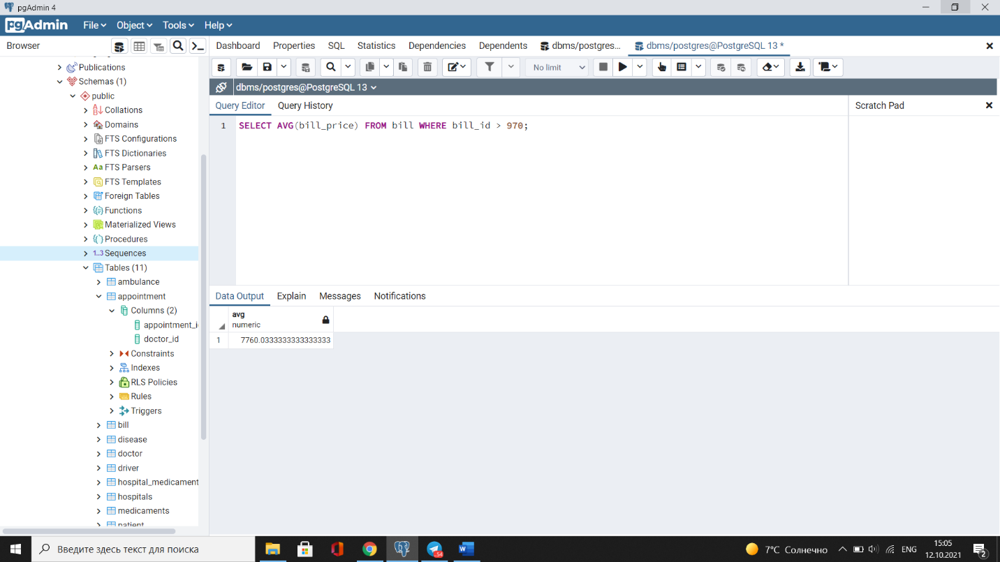 pgAdmin 4
pgAdmin File Object Tools Help
Browser
Dashboard Properties SQL Statistics Dependencies Dependents dbms/postgres... dbms/postgres@PostgreSQL 13 *
No limit
dbms/postgres@PostgreSQL 13
Query Editor Query History
Scratch Pad
1 SELECT AVG(bill_price) FROM bill WHERE bill_id > 970;
Publications
Schemas (1)
public
Collations
Domains
FTS Configurations
FTS Dictionaries
Aa FTS Parsers
FTS Templates
Foreign Tables
Functions
Materialized Views
Procedures
1..3 Sequences
Tables (11)
ambulance
appointment
Columns (2)
appointment_i
doctor_id
Constraints
Indexes
RLS Policies
Rules
Triggers
bill
disease
doctor
driver
hospital_medicament
hospitals
medicaments
patient
Data Output Explain Messages Notifications
avg
numeric
1 7760.0333333333333333
Введите здесь текст для поиска
54
7°C Солнечно
ENG
15:05
12.10.2021
2